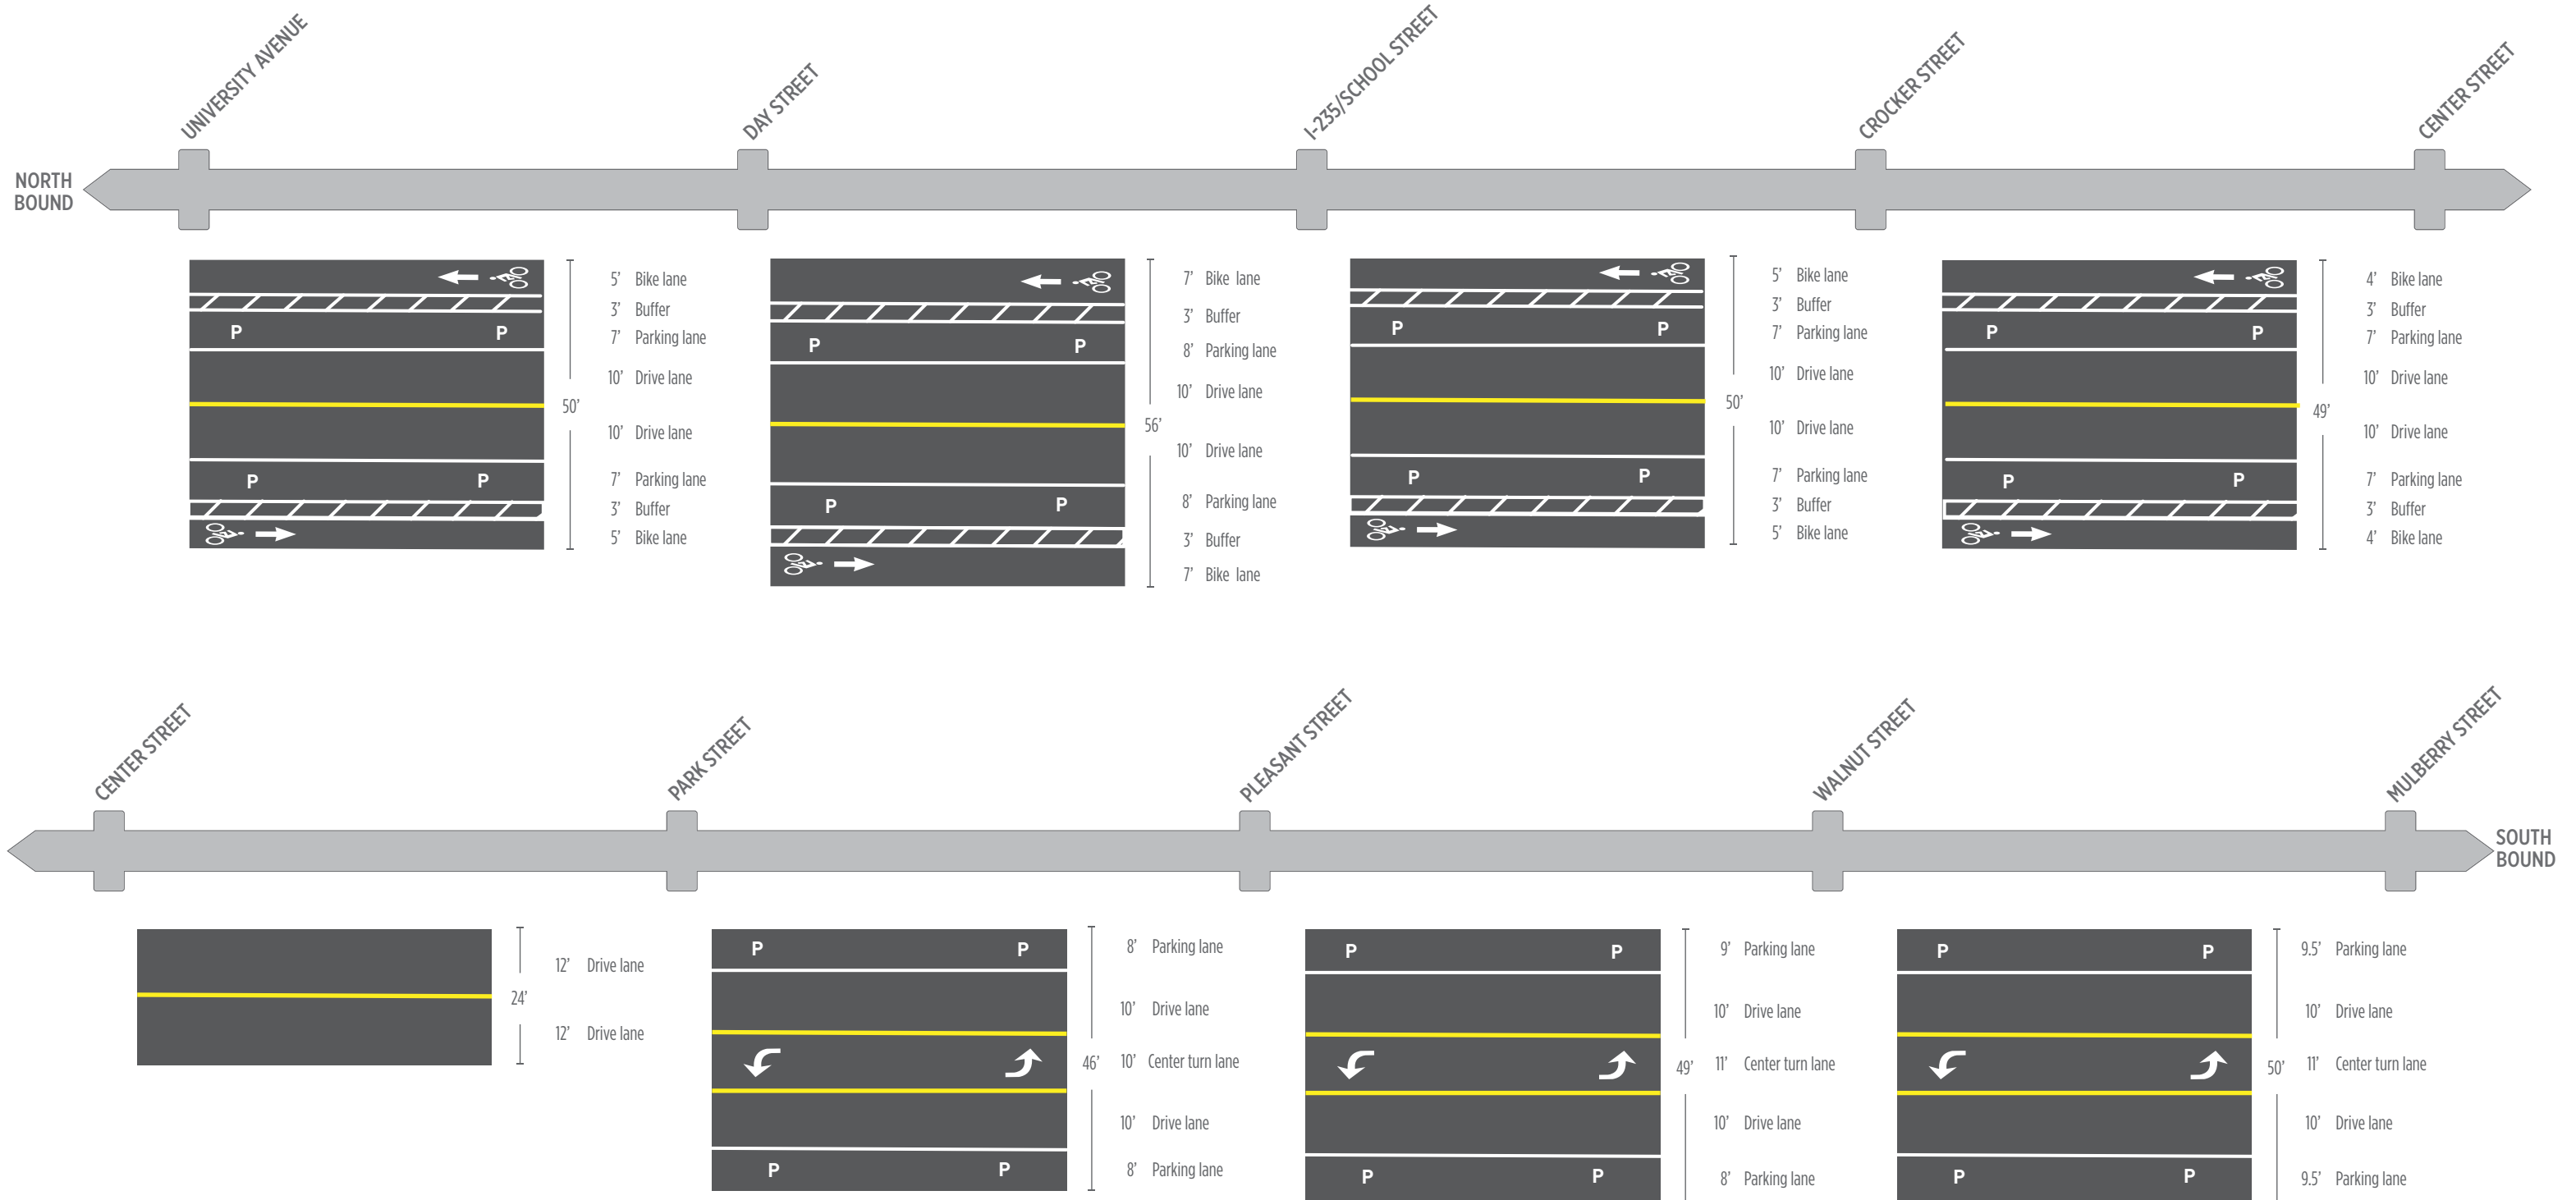 UNIVERSITY AVENUE
DAY STREET
I-235/SCHOOL STREET
CROCKER STREET
CENTER STREET
NORTH
BOUND
5' Bike lane
3' Buffer
P P
7' Parking lane
10' Drive lane
50'
10' Drive lane
P P
7' Parking lane
3' Buffer
5' Bike lane
7' Bike lane
3' Buffer
P P
8' Parking lane
10' Drive lane
56'
10' Drive lane
P P
8' Parking lane
3' Buffer
7' Bike lane
5' Bike lane
3' Buffer
P P
7' Parking lane
10' Drive lane
50'
10' Drive lane
P P
7' Parking lane
3' Buffer
5' Bike lane
4' Bike lane
3' Buffer
P P
7' Parking lane
10' Drive lane
49'
10' Drive lane
P P
7' Parking lane
3' Buffer
4' Bike lane
CENTER STREET
PARK STREET
PLEASANT STREET
WALNUT STREET
MULBERRY STREET
SOUTH
BOUND
12' Drive lane
24'
12' Drive lane
P P
8' Parking lane
10' Drive lane
46'
10' Center turn lane
10' Drive lane
P P
8' Parking lane
P P
9' Parking lane
10' Drive lane
49'
11' Center turn lane
10' Drive lane
P P
8' Parking lane
P P
9.5' Parking lane
10' Drive lane
50'
11' Center turn lane
10' Drive lane
P P
9.5' Parking lane